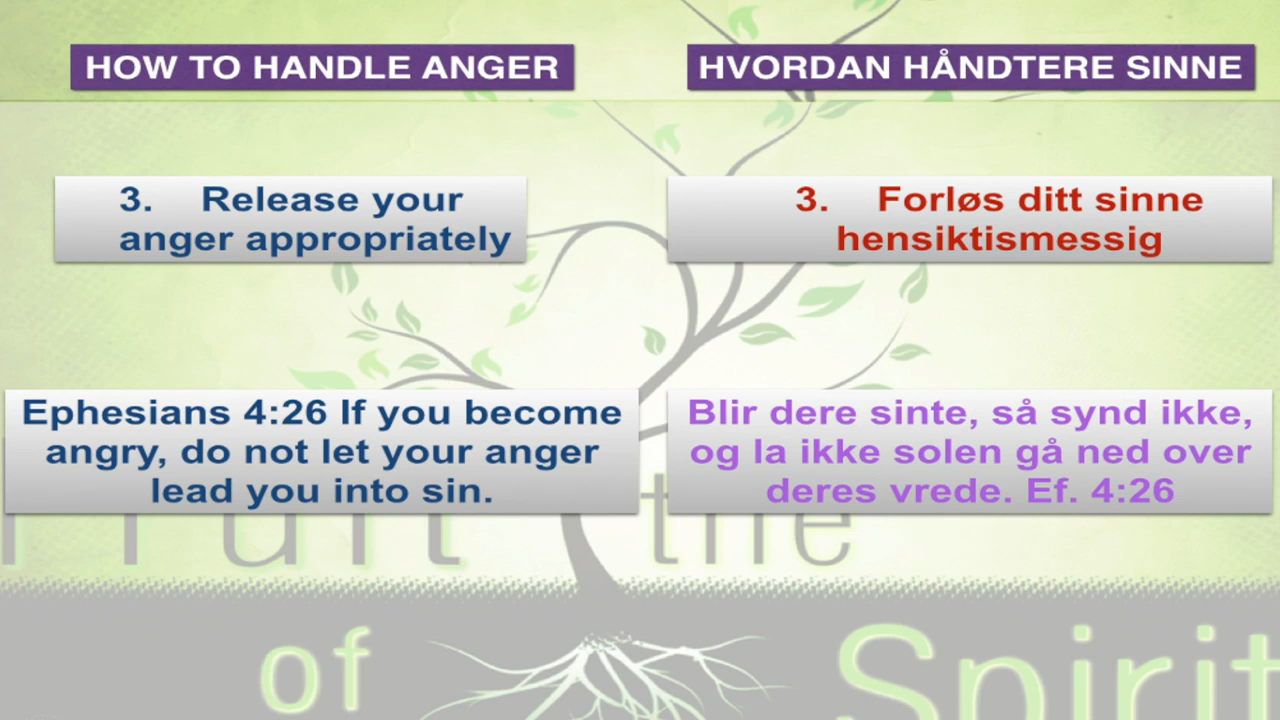 HOW TO HANDLE ANGER
HVORDAN HÅNDTERE SINNE
3. Release your
anger appropriately
3. Forløs ditt sinne
hensiktismessig
Ephesians 4:26 If you become
angry, do not let your anger
lead you into sin.
Blir dere sinte, så synd ikke,
og la ikke solen gå ned over
deres vrede. Ef. 4:26
Fruit the
of Spirit